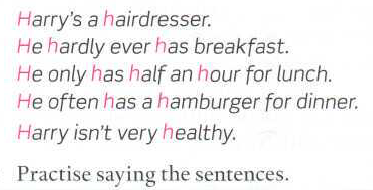 Harry's a hairdresser.
He hardly ever has breakfast.
He only has half an hour for lunch.
He often has a hamburger for dinner.
Harry isn't very healthy.
Practise saying the sentences.